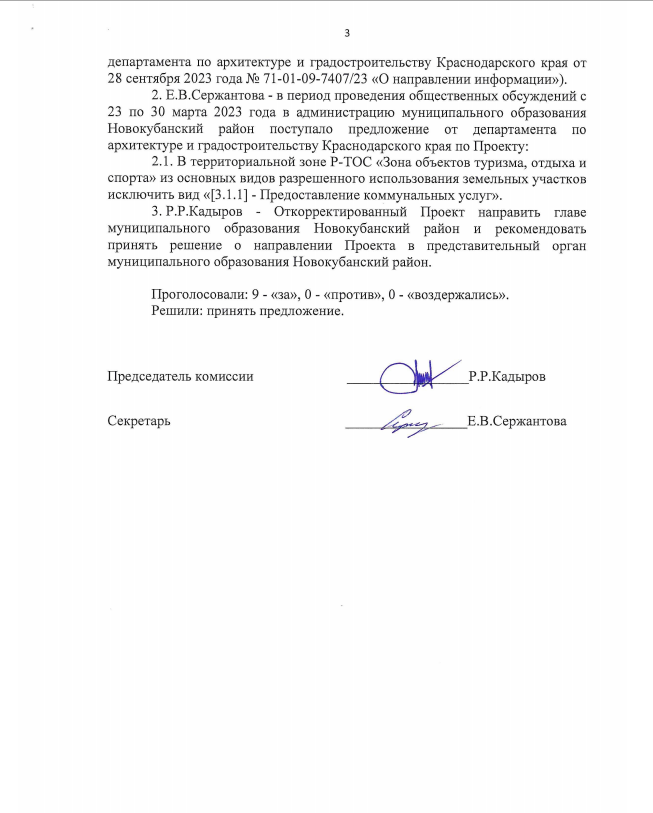 3
департамента по архитектуре и градостроительству Краснодарского края от
28 сентября 2023 года № 71-01-09-7407/23 «О направлении информации»).
2. Е.В.Сержантова - в период проведения общественных обсуждений с
23 по 30 марта 2023 года в администрацию муниципального образования
Новокубанский район поступало предложение от департамента по
архитектуре и градостроительству Краснодарского края по Проекту:
2.1. В территориальной зоне Р-ТОС «Зона объектов туризма, отдыха и
спорта» из основных видов разрешенного использования земельных участков
исключить вид «[3.1.1] - Предоставление коммунальных услуг».
3. Р.Р.Кадыров - Откорректированный Проект направить главе
муниципального образования Новокубанский район и рекомендовать
принять решение о направлении Проекта в представительный орган
муниципального образования Новокубанский район.
Проголосовали: 9 - «за», 0 - «против», 0 - «воздержались».
Решили: принять предложение.
Председатель комиссии Р.Р.Кадыров
Секретарь Е.В.Сержантова